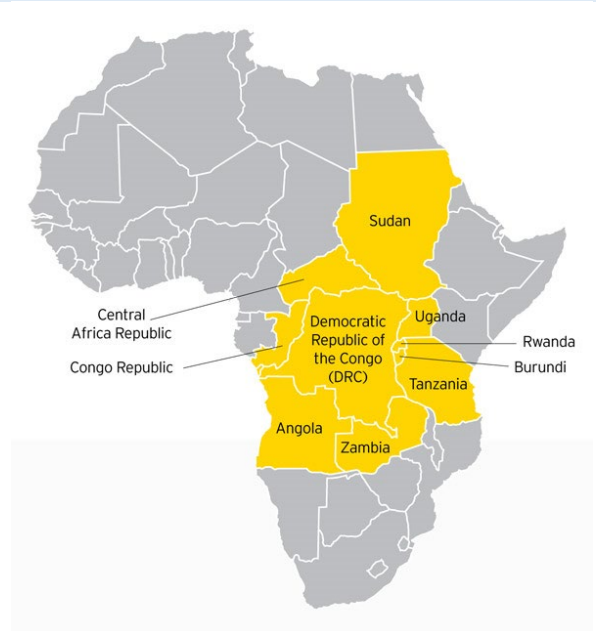 Sudan
Central
Africa Republic
Congo Republic
Democratic
Republic of
the Congo
(DRC)
Uganda
Rwanda
Burundi
Tanzania
Angola
Zambia